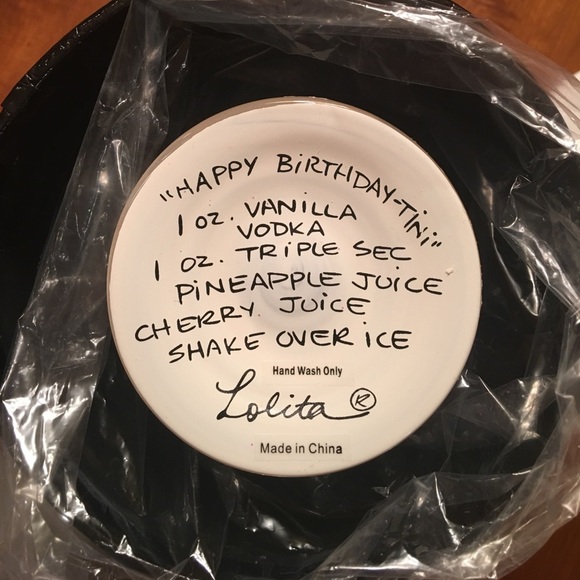 "HAPPY BiRTHDAY-TiNi"
1 oz. VANILLA
VODKA
1 oz. TRiPLE SEC
PiNEAPPLE JUiCE
CHERRY. JUiCE
SHAKE OVER iCE
Hand Wash Only
Lolita ®
Made in China